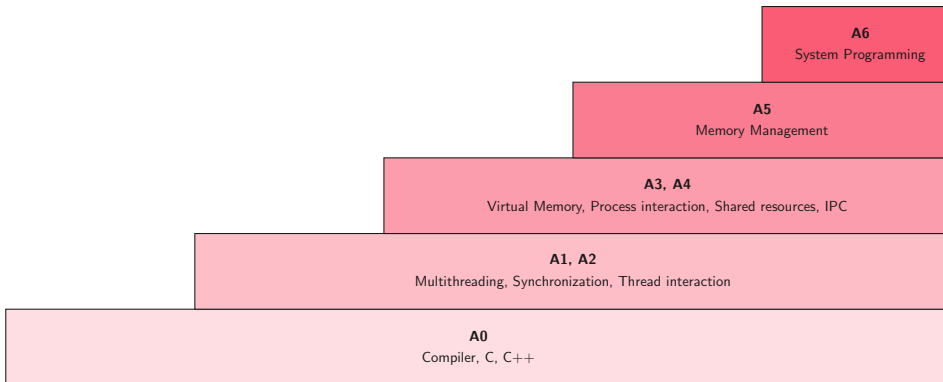 A6
System Programming
A5
Memory Management
A3, A4
Virtual Memory, Process interaction, Shared resources, IPC
A1, A2
Multithreading, Synchronization, Thread interaction
A0
Compiler, C, C++